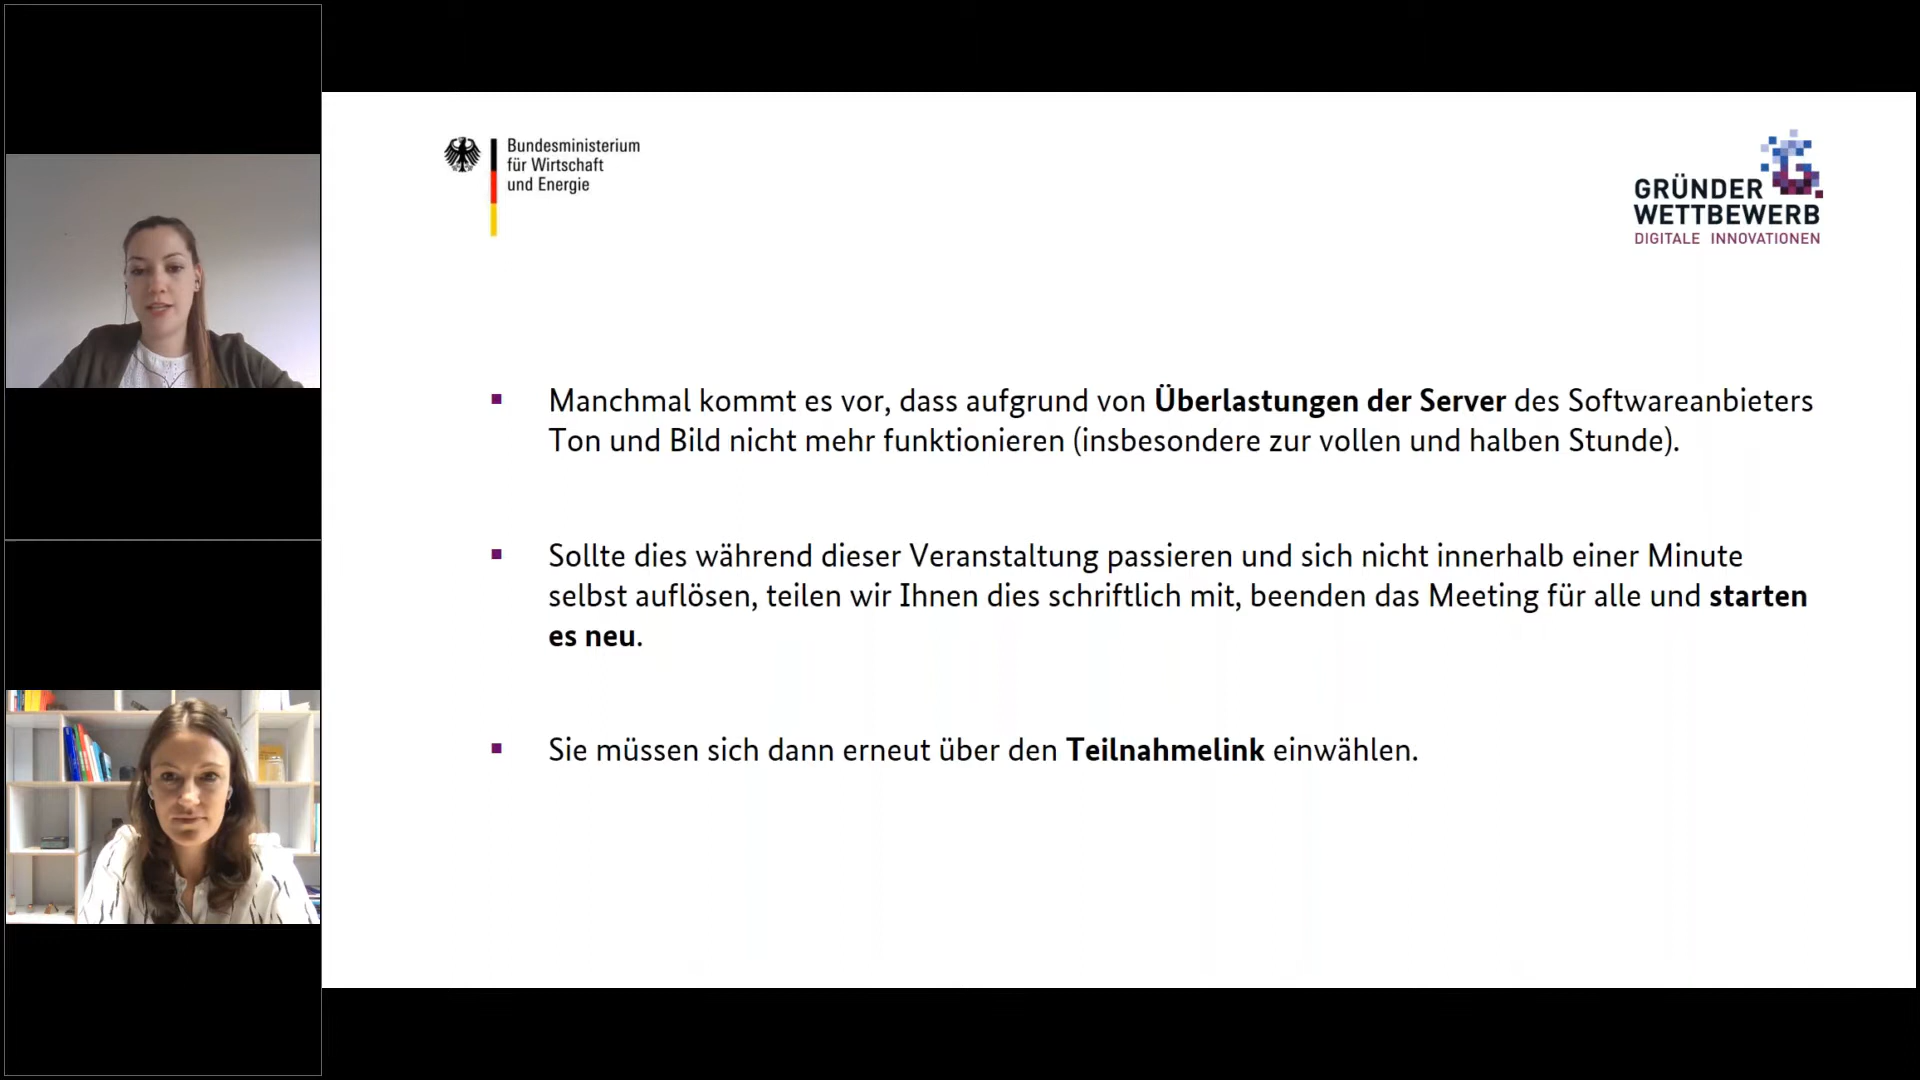 Bundesministerium
für Wirtschaft
und Energie
GRÜNDER
WETTBEWERB
DIGITALE INNOVATIONEN
▪ Manchmal kommt es vor, dass aufgrund von Überlastungen der Server des Softwareanbieters
Ton und Bild nicht mehr funktionieren (insbesondere zur vollen und halben Stunde).
▪ Sollte dies während dieser Veranstaltung passieren und sich nicht innerhalb einer Minute
selbst auflösen, teilen wir Ihnen dies schriftlich mit, beenden das Meeting für alle und starten
es neu.
▪ Sie müssen sich dann erneut über den Teilnahmelink einwählen.